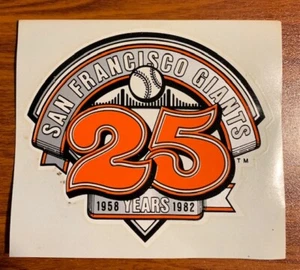 SAN FRANCISCO GIANTS
25
1958 YEARS 1982
TM